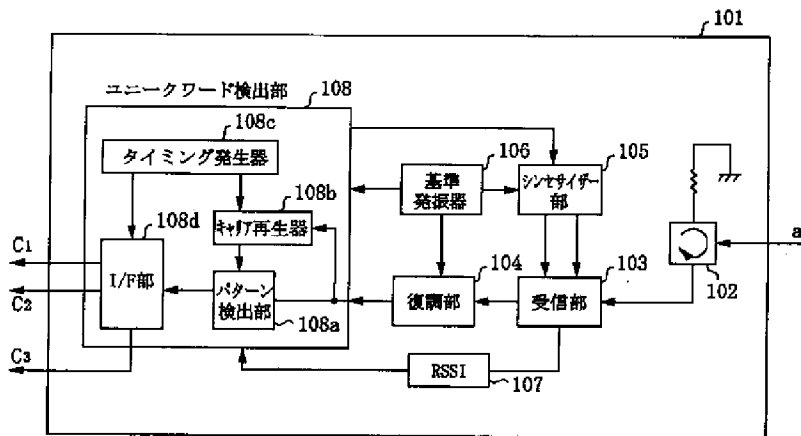 101
ユニークワード検出部 108
108c
タイミング発生器
106
105
基準
発振器
シンセサイザー
部
108b
キャリア再生器
108d
C1
C2
C3
I/F部
パターン
検出部
108a
104
復調部
103
受信部
102
a
RSSI
107